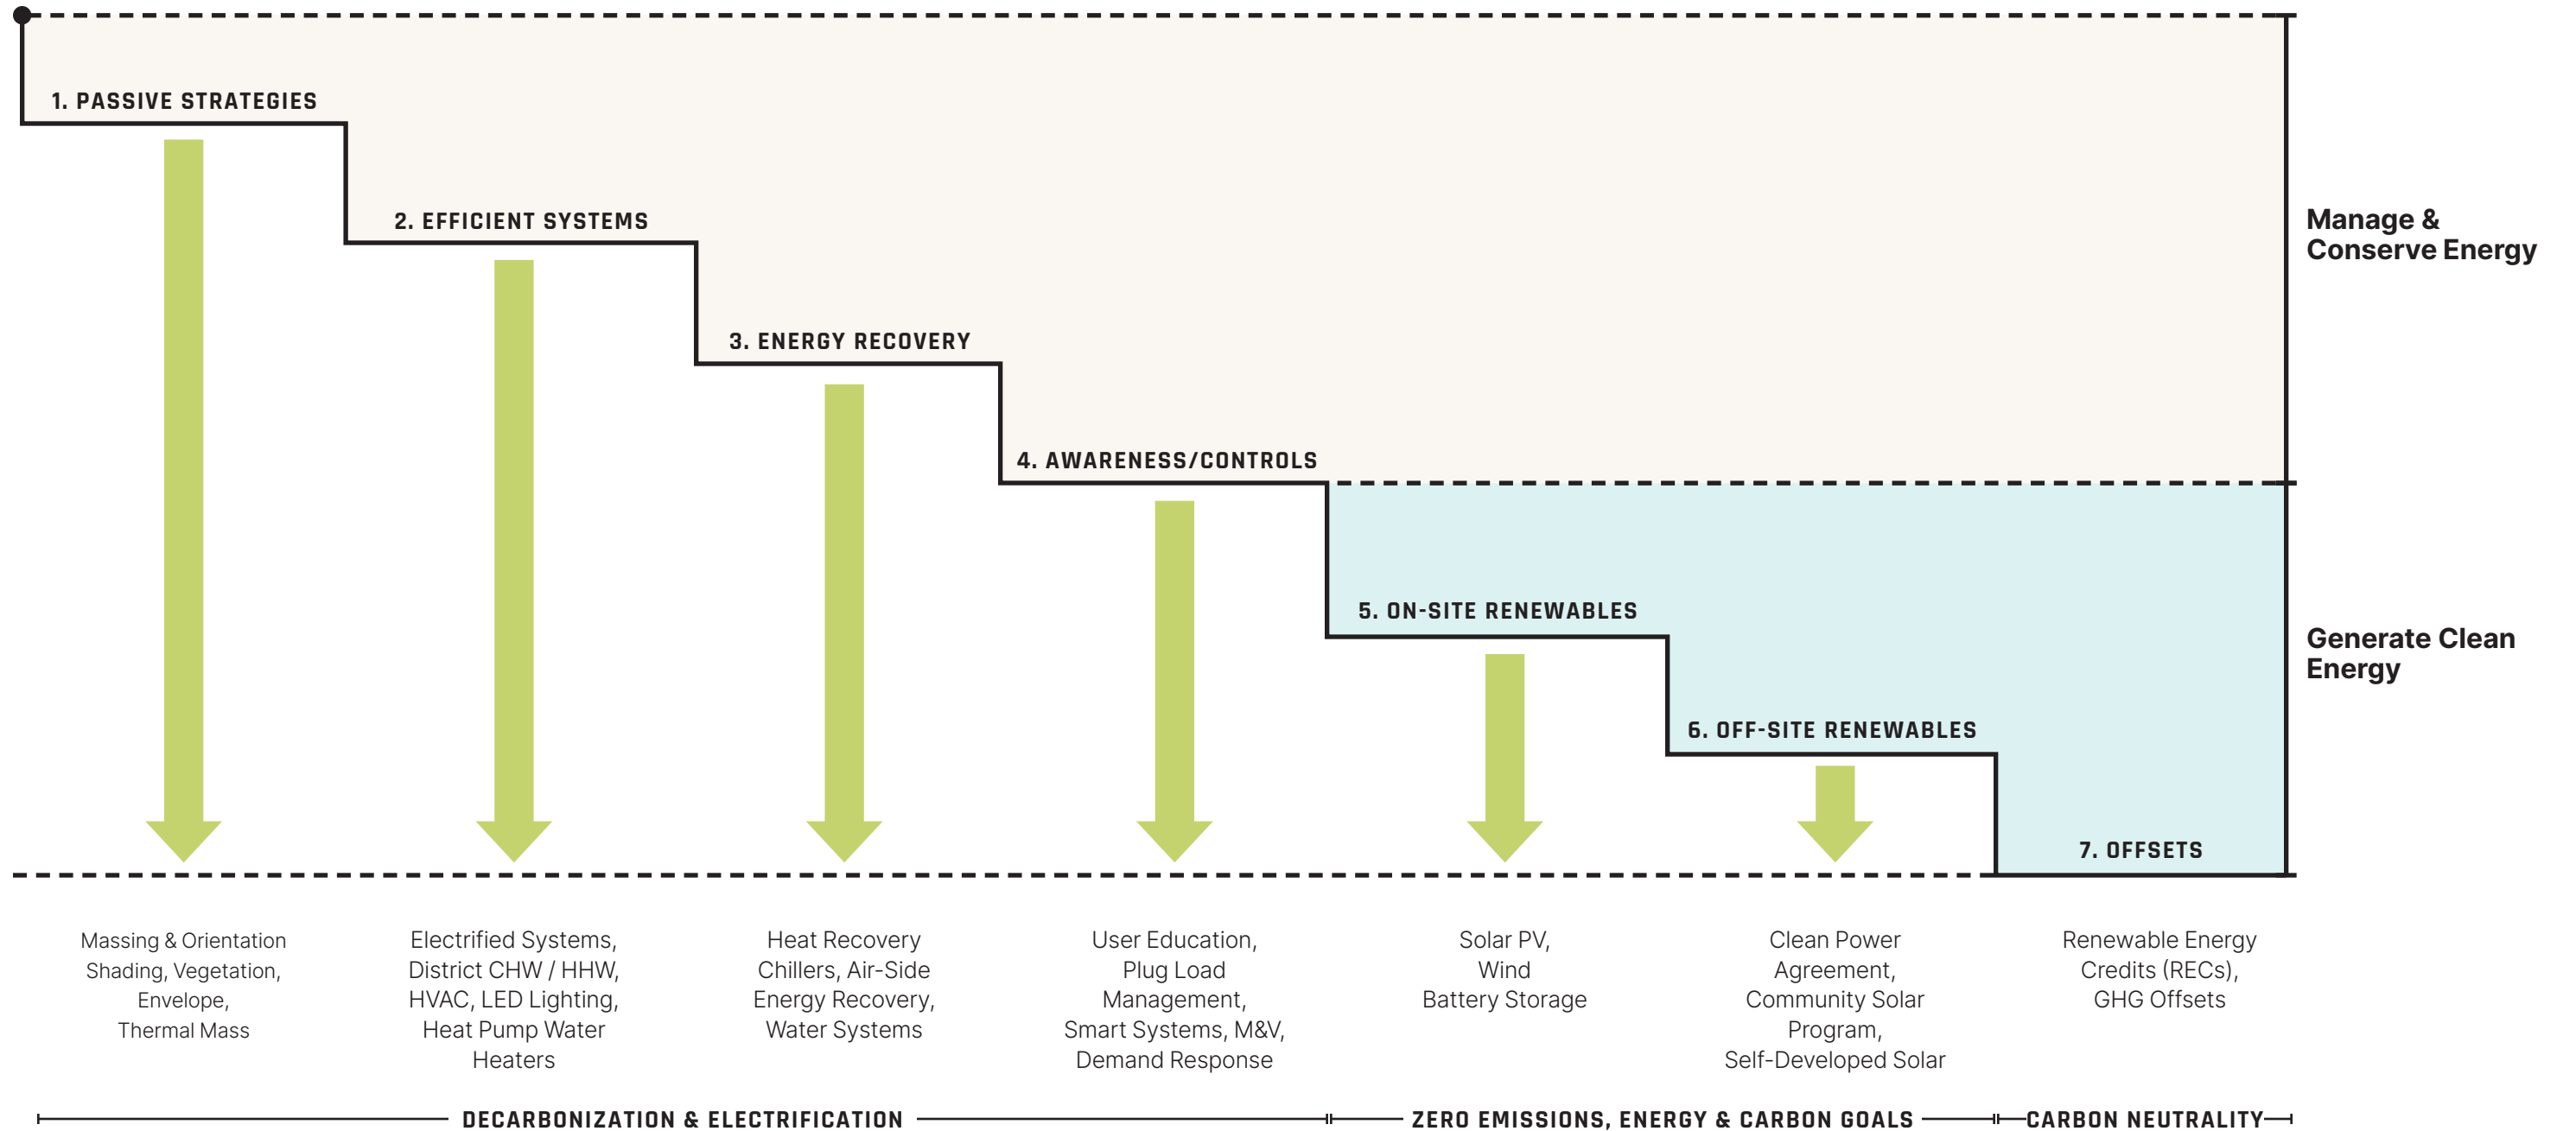 1. PASSIVE STRATEGIES
2. EFFICIENT SYSTEMS
3. ENERGY RECOVERY
4. AWARENESS/CONTROLS
5. ON-SITE RENEWABLES
6. OFF-SITE RENEWABLES
7. OFFSETS
Manage &
Conserve Energy
Generate Clean
Energy
Massing & Orientation
Shading, Vegetation,
Envelope,
Thermal Mass
Electrified Systems,
District CHW / HHW,
HVAC, LED Lighting,
Heat Pump Water
Heaters
Heat Recovery
Chillers, Air-Side
Energy Recovery,
Water Systems
User Education,
Plug Load
Management,
Smart Systems, M&V,
Demand Response
Solar PV,
Wind
Battery Storage
Clean Power
Agreement,
Community Solar
Program,
Self-Developed Solar
Renewable Energy
Credits (RECs),
GHG Offsets
DECARBONIZATION & ELECTRIFICATION
ZERO EMISSIONS, ENERGY & CARBON GOALS
CARBON NEUTRALITY